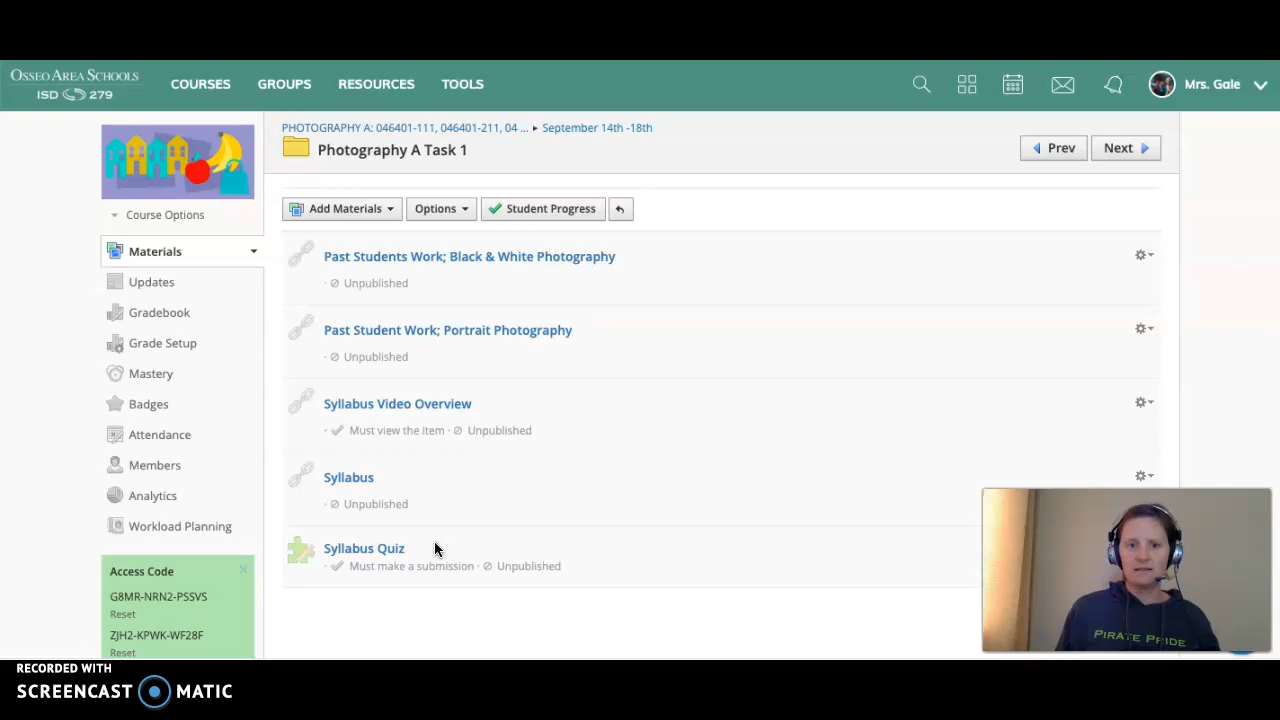 OSSEO AREA SCHOOLS
ISD 279
COURSES GROUPS RESOURCES TOOLS
Mrs. Gale
PHOTOGRAPHY A: 046401-111, 046401-211, 04 ... ▸ September 14th -18th
Photography A Task 1
Prev Next
Course Options
Materials
Updates
Gradebook
Grade Setup
Mastery
Badges
Attendance
Members
Analytics
Workload Planning
Access Code
G8MR-NRN2-PSSVS
Reset
ZJH2-KPWK-WF28F
Reset
Add Materials Options Student Progress
Past Students Work; Black & White Photography
· Unpublished
Past Student Work; Portrait Photography
· Unpublished
Syllabus Video Overview
· Must view the item · Unpublished
Syllabus
· Unpublished
Syllabus Quiz
· Must make a submission · Unpublished
PIRATE PRIDE
RECORDED WITH
SCREENCAST MATIC